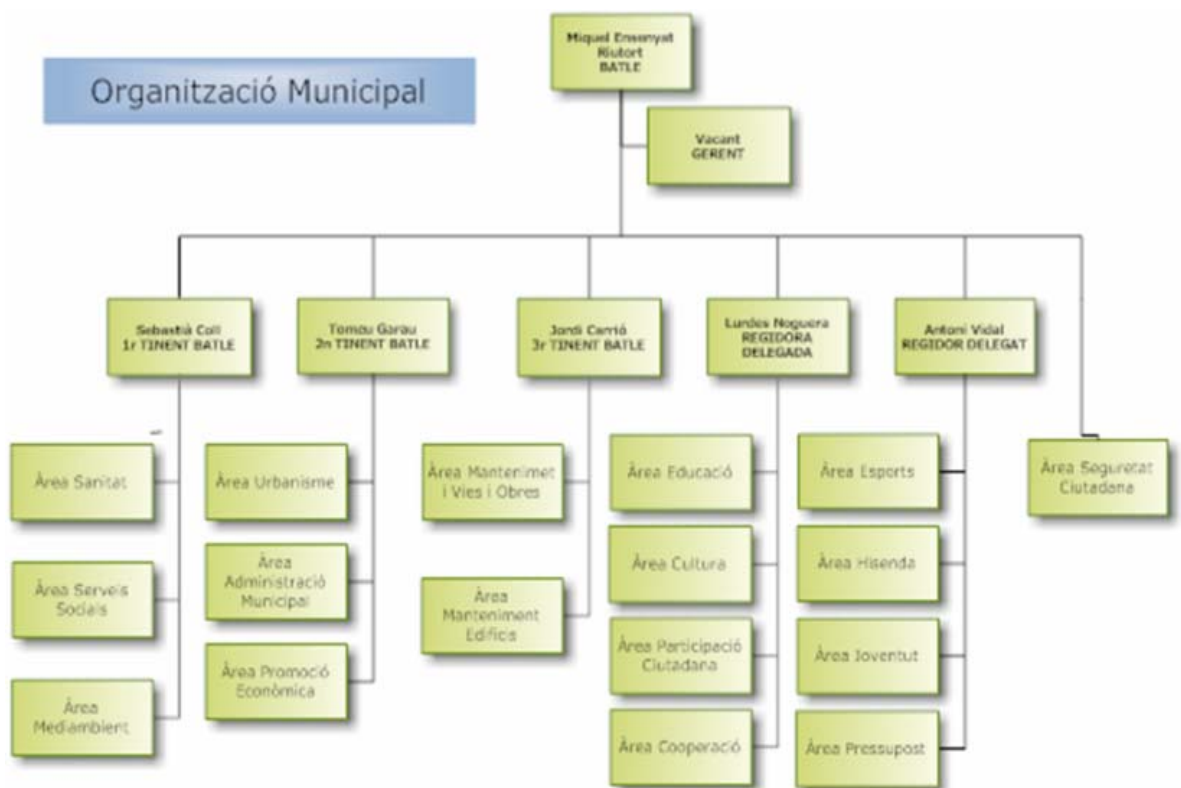 Organització Municipal
Miquel Ensenyat
Riutort
BATLE
Vacant
GERENT
Sebastià Coll
1r TINENT BATLE
Tomeu Garau
2n TINENT BATLE
Jordi Carrió
3r TINENT BATLE
Lurdes Noguera
REGIDORA
DELEGADA
Antoni Vidal
REGIDOR DELEGAT
Àrea Sanitat
Àrea Serveis
Socials
Àrea
Mediambient
Àrea Urbanisme
Àrea
Administració
Municipal
Àrea Promoció
Econòmica
Àrea Mantenimet
i Vies i Obres
Àrea
Manteniment
Edificis
Àrea Educació
Àrea Cultura
Àrea Participació
Ciutadana
Àrea Cooperació
Àrea Esports
Àrea Hisenda
Àrea Joventut
Àrea Pressupost
Àrea Seguretat
Ciutadana